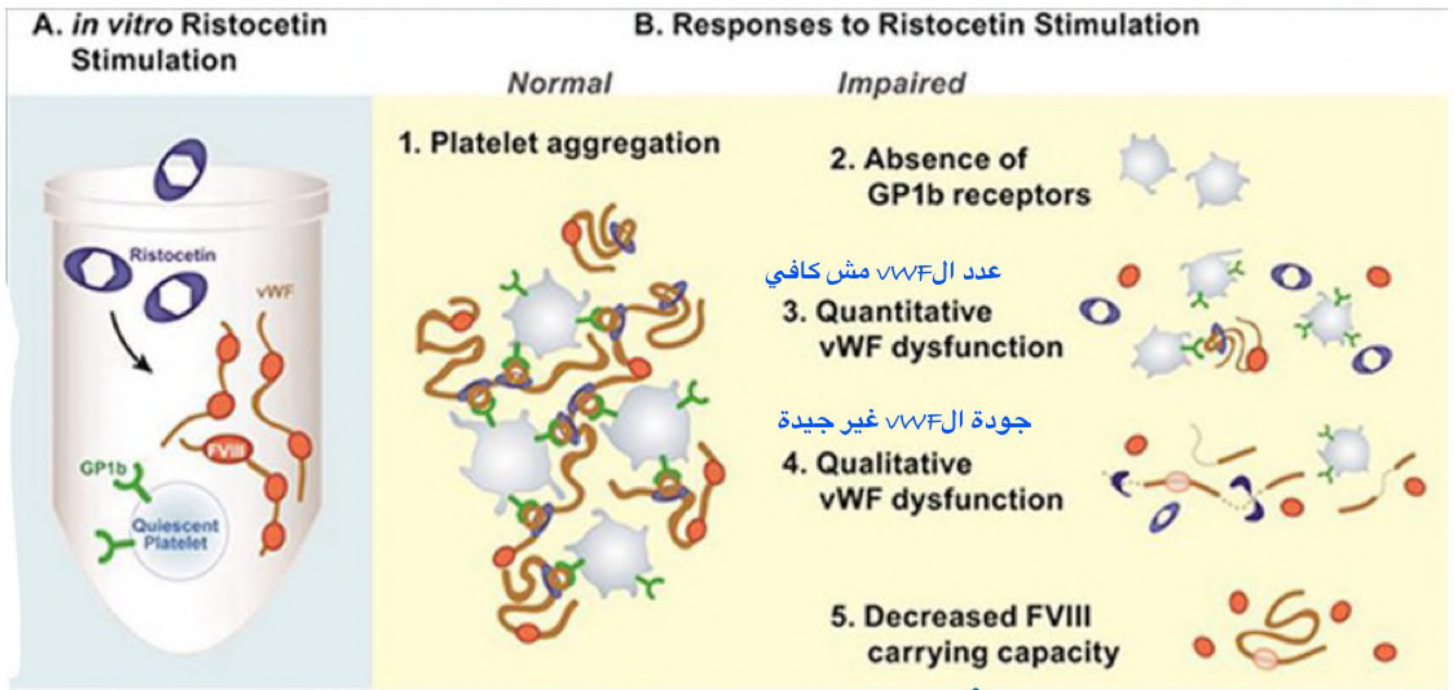 A. in vitro Ristocetin
Stimulation
B. Responses to Ristocetin Stimulation
Normal
Impaired
Ristocetin
vWF
FVIII
GP1b
Quiescent
Platelet
1. Platelet aggregation
2. Absence of
GP1b receptors
عدد الvWF مش كافي
3. Quantitative
vWF dysfunction
جودة الvWF غير جيدة
4. Qualitative
vWF dysfunction
5. Decreased FVIII
carrying capacity